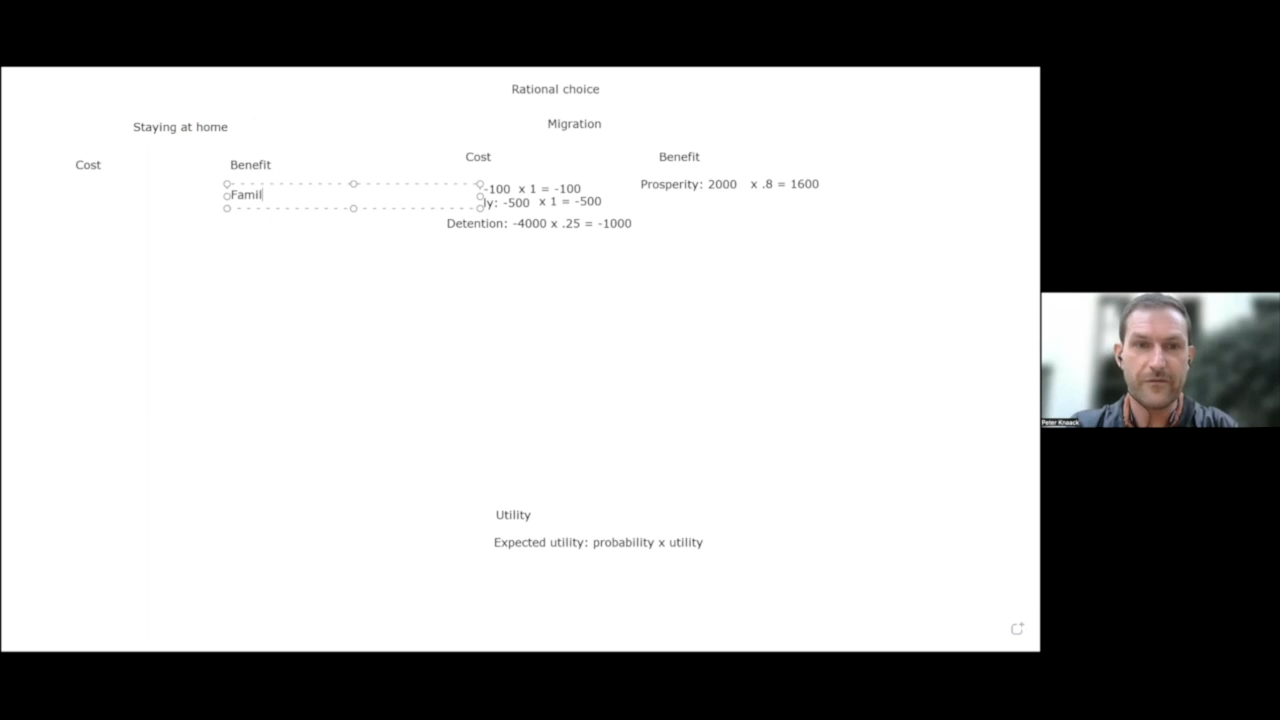 Rational choice
Migration
Staying at home
Cost
Benefit
Cost
Benefit
Famil
-100 x 1 = -100
ly: -500 x 1 = -500
Detention: -4000 x .25 = -1000
Prosperity: 2000 x .8 = 1600
Utility
Expected utility: probability x utility
Peter Knaack